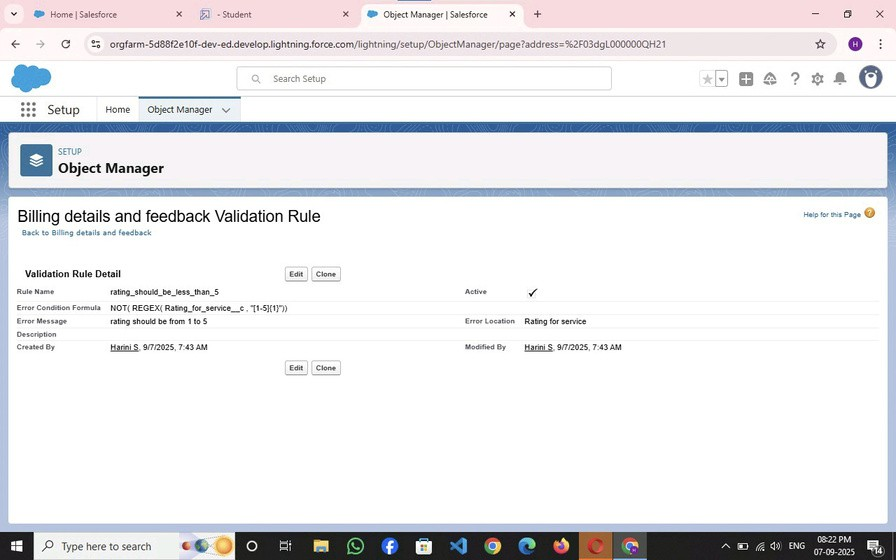 Home | Salesforce
- Student
Object Manager | Salesforce
orgfarm-5d88f2e10f-dev-ed.develop.lightning.force.com/lightning/setup/ObjectManager/page?address=%2F03dgL000000QH21
H
Search Setup
Setup
Home
Object Manager
SETUP
Object Manager
Billing details and feedback Validation Rule
Help for this Page
Back to Billing details and feedback
Validation Rule Detail
Edit
Clone
Rule Name rating_should_be_less_than_5 Active
Error Condition Formula NOT( REGEX( Rating_for_service__c , "[1-5]{1}"))
Error Message rating should be from 1 to 5 Error Location Rating for service
Description
Created By Harini S, 9/7/2025, 7:43 AM Modified By Harini S, 9/7/2025, 7:43 AM
Edit
Clone
Type here to search
ENG
08:22 PM
07-09-2025